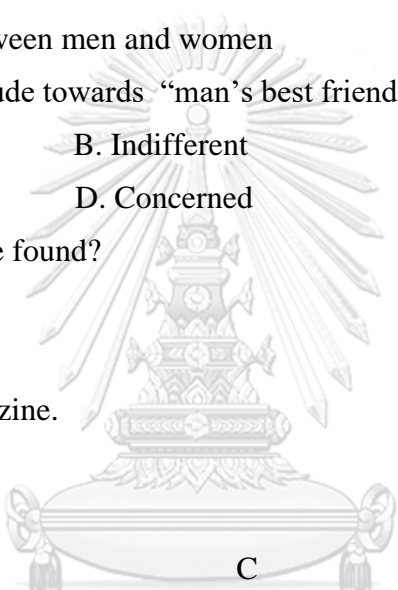 ween men and women
ude towards “man’s best friend
B. Indifferent
D. Concerned
e found?
zine.
C